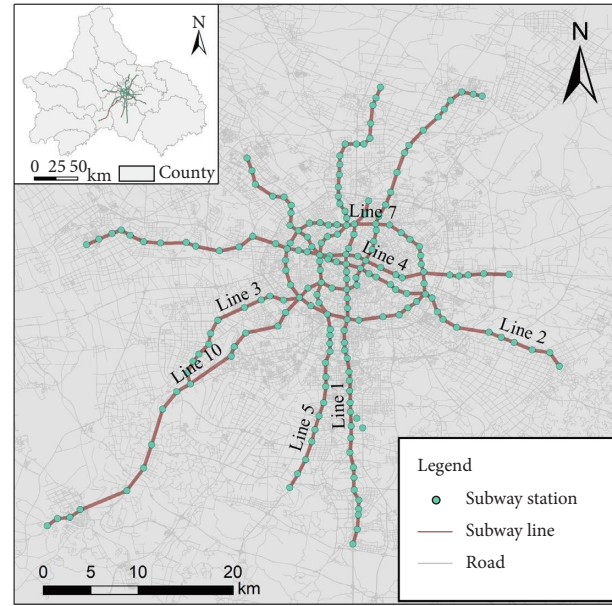 N
0 25 50
km
County
N
Line 7
Line 4
Line 3
Line 2
Line 10
Line 1
Line 5
Legend
Subway station
Subway line
Road
0 5 10 20
km